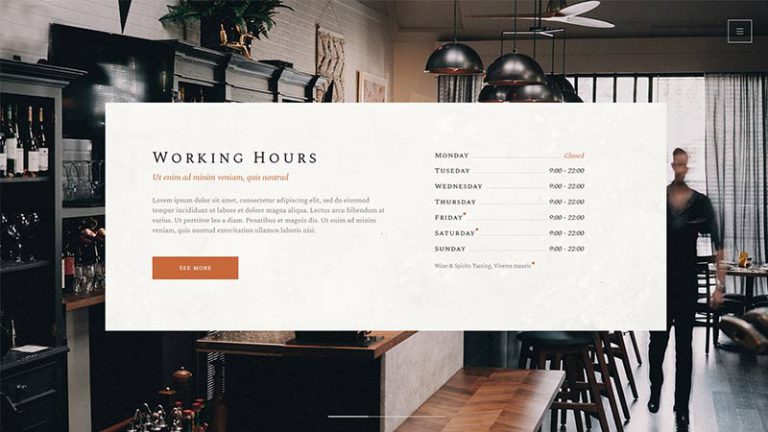 Working Hours
Ut enim ad minim veniam, quis nostrud
Lorem ipsum dolor sit amet, consectetur adipiscing elit, sed do eiusmod
tempor incididunt ut labore et dolore magna aliqua. Lectus arcu bibendum at
varius. Ut porttitor leo a diam. Penatibus et magnis dis. Ut enim ad minim
veniam, quis nostrud exercitation ullamco laboris nisi.
See more
Monday Closed
Tuseday 9:00 - 22:00
Wednesday 9:00 - 22:00
Thursday 9:00 - 22:00
Friday* 9:00 - 22:00
Saturday* 9:00 - 22:00
Sunday 9:00 - 22:00
Wine & Spirits Tasting, Viverra mauris*